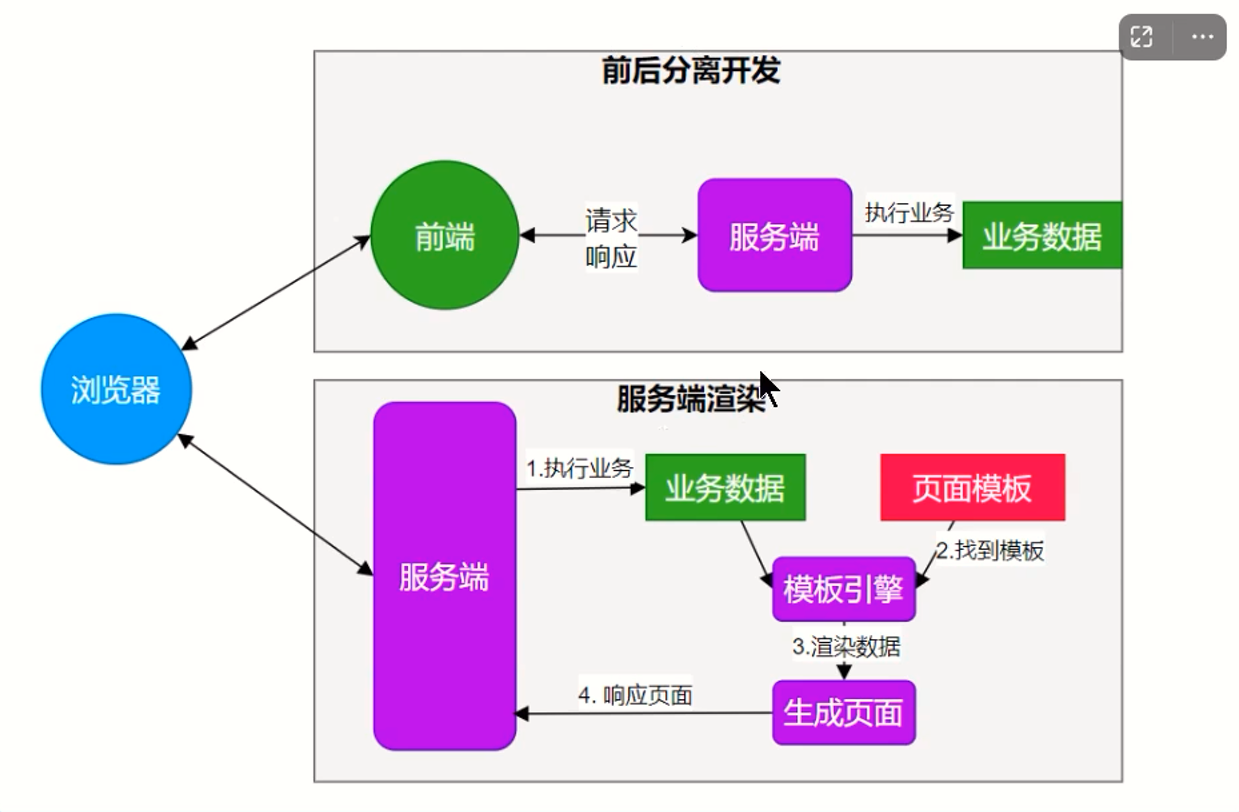 前后分离开发
前端
请求
响应
服务端
执行业务
业务数据
浏览器
服务端渲染
服务端
1.执行业务
业务数据
页面模板
2.找到模板
模板引擎
3.渲染数据
4. 响应页面
生成页面